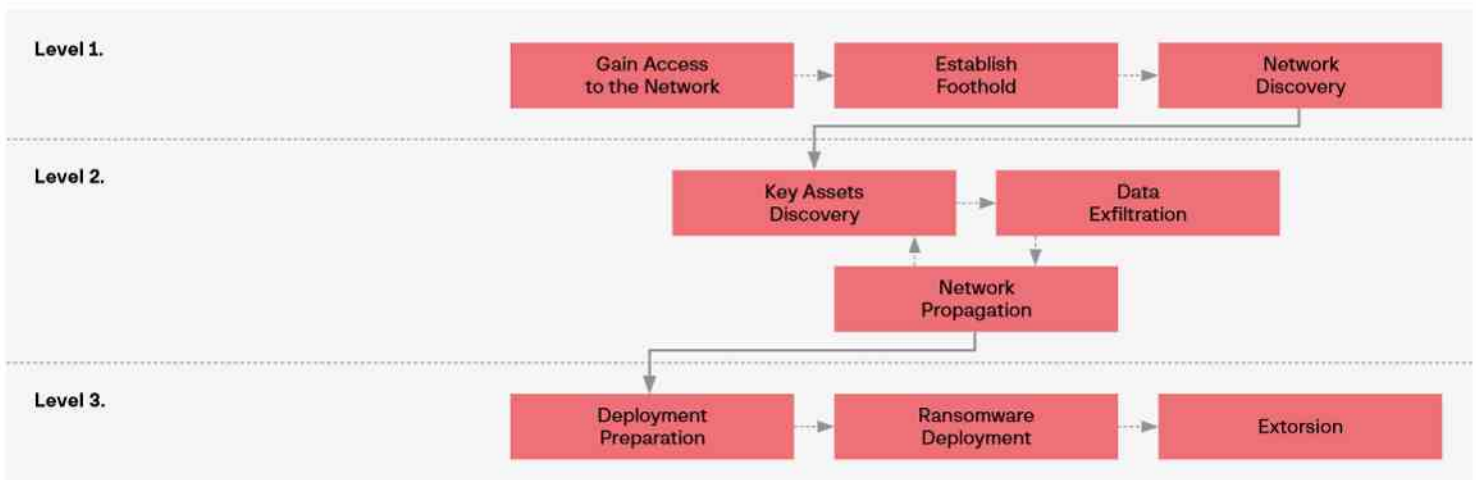 Level 1.
Gain Access
to the Network
Establish
Foothold
Network
Discovery
Level 2.
Key Assets
Discovery
Data
Exfiltration
Network
Propagation
Level 3.
Deployment
Preparation
Ransomware
Deployment
Extorsion